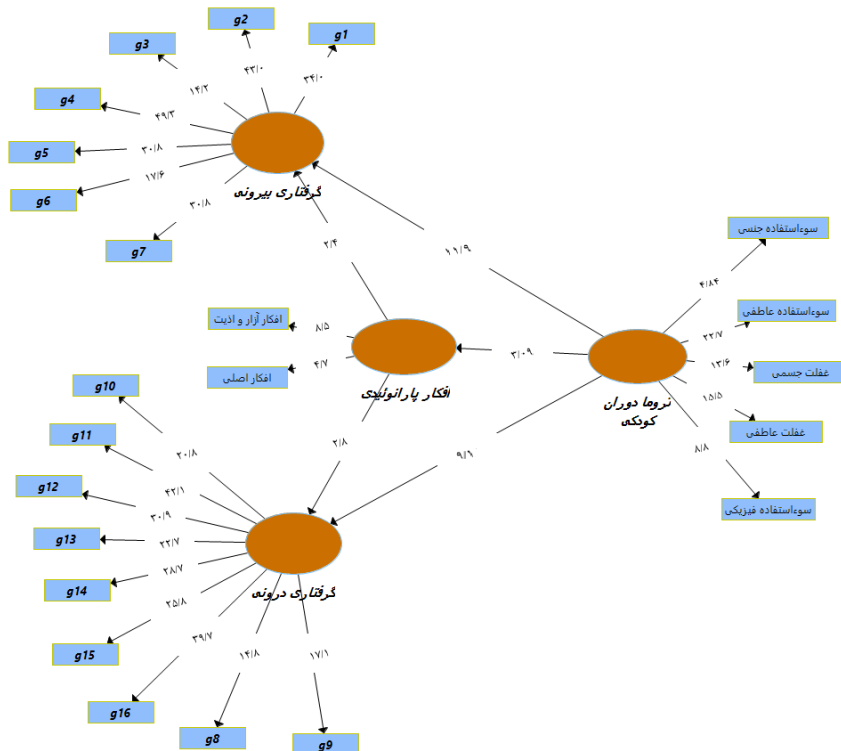 g1
g2
g3
g4
g5
g6
g7
۳۴/۰
۴۳/۰
۱۴/۲
۴۹/۳
۳۰/۸
۱۷/۶
۳۰/۸
گرفتاری بیرونی
۲/۴
۱۱/۹
سوءاستفاده جنسی
سوءاستفاده عاطفی
غفلت جسمی
غفلت عاطفی
سوءاستفاده فیزیکی
۴/۸۴
۲۲/۷
۱۳/۶
۱۵/۵
۸/۸
تروما دوران
کودکی
افکار آزار و اذیت
افکار اصلی
۸/۵
۴/۷
۳/۰۹
افکار پارانوئیدی
۲/۸
۹/۱
g10
g11
g12
g13
g14
g15
g16
g8
g9
۲۰/۸
۴۲/۱
۳۰/۹
۲۲/۷
۲۸/۷
۲۵/۸
۳۹/۷
۱۴/۸
۱۷/۱
گرفتاری درونی